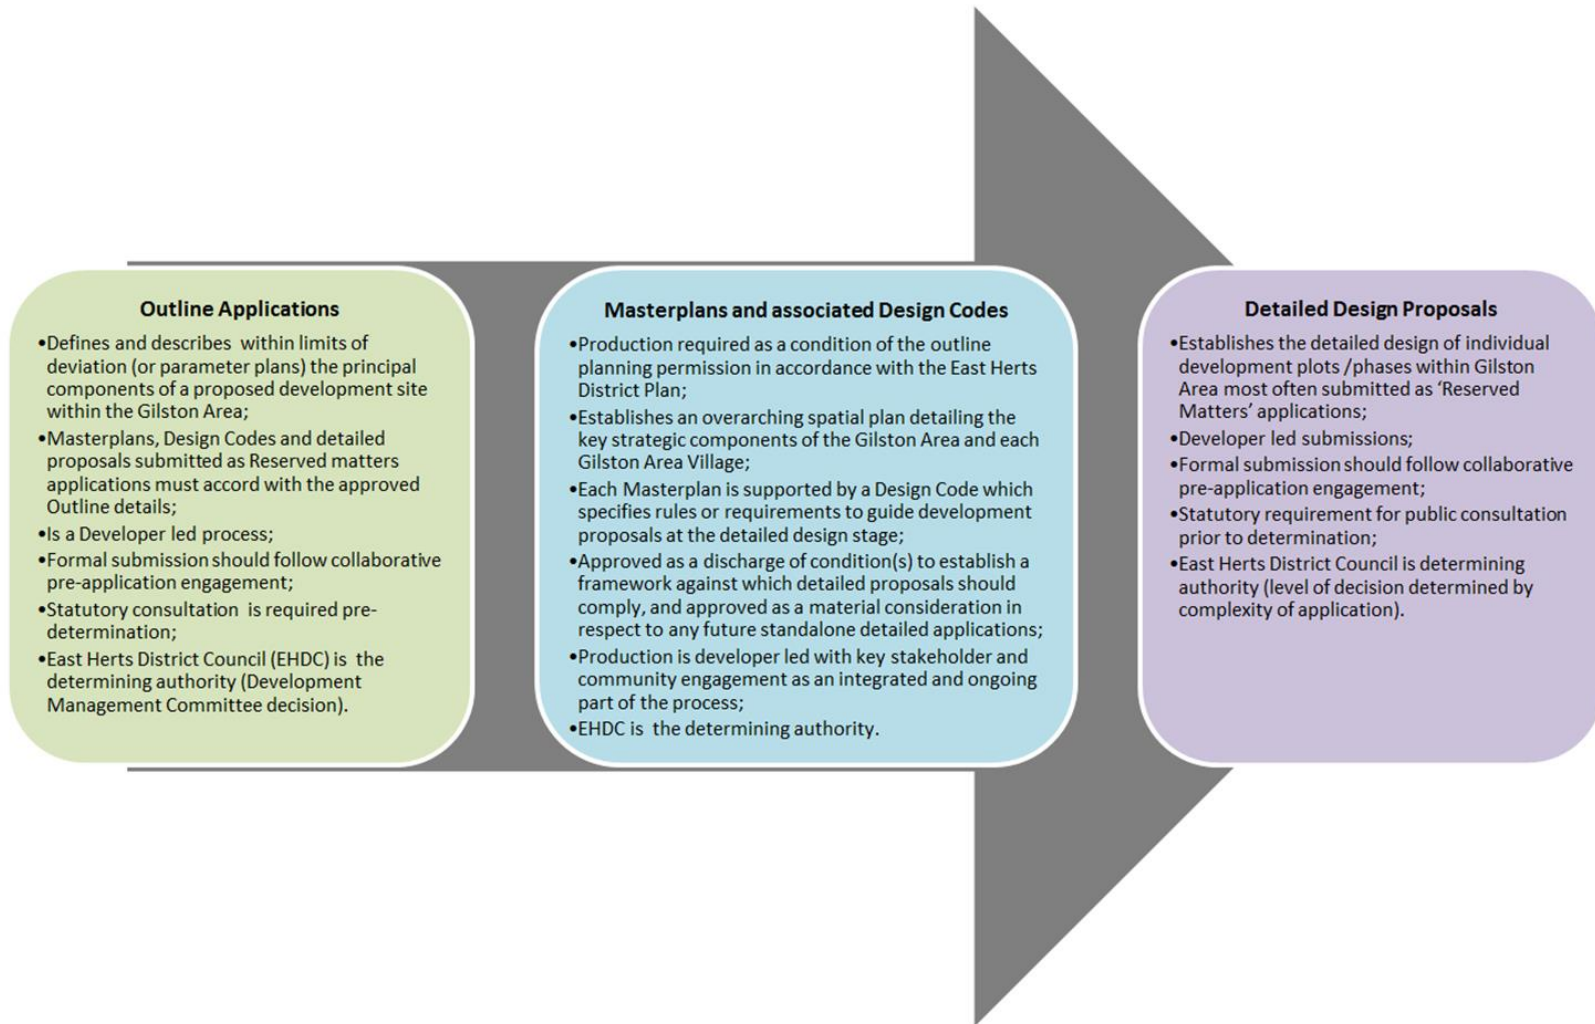 Outline Applications
•Defines and describes within limits of
deviation (or parameter plans) the principal
components of a proposed development site
within the Gilston Area;
•Masterplans, Design Codes and detailed
proposals submitted as Reserved matters
applications must accord with the approved
Outline details;
•Is a Developer led process;
•Formal submission should follow collaborative
pre-application engagement;
•Statutory consultation is required pre-
determination;
•East Herts District Council (EHDC) is the
determining authority (Development
Management Committee decision).
Masterplans and associated Design Codes
•Production required as a condition of the outline
planning permission in accordance with the East Herts
District Plan;
•Establishes an overarching spatial plan detailing the
key strategic components of the Gilston Area and each
Gilston Area Village;
•Each Masterplan is supported by a Design Code which
specifies rules or requirements to guide development
proposals at the detailed design stage;
•Approved as a discharge of condition(s) to establish a
framework against which detailed proposals should
comply, and approved as a material consideration in
respect to any future standalone detailed applications;
•Production is developer led with key stakeholder and
community engagement as an integrated and ongoing
part of the process;
•EHDC is the determining authority.
Detailed Design Proposals
•Establishes the detailed design of individual
development plots /phases within Gilston
Area most often submitted as ‘Reserved
Matters’ applications;
•Developer led submissions;
•Formal submission should follow collaborative
pre-application engagement;
•Statutory requirement for public consultation
prior to determination;
•East Herts District Council is determining
authority (level of decision determined by
complexity of application).